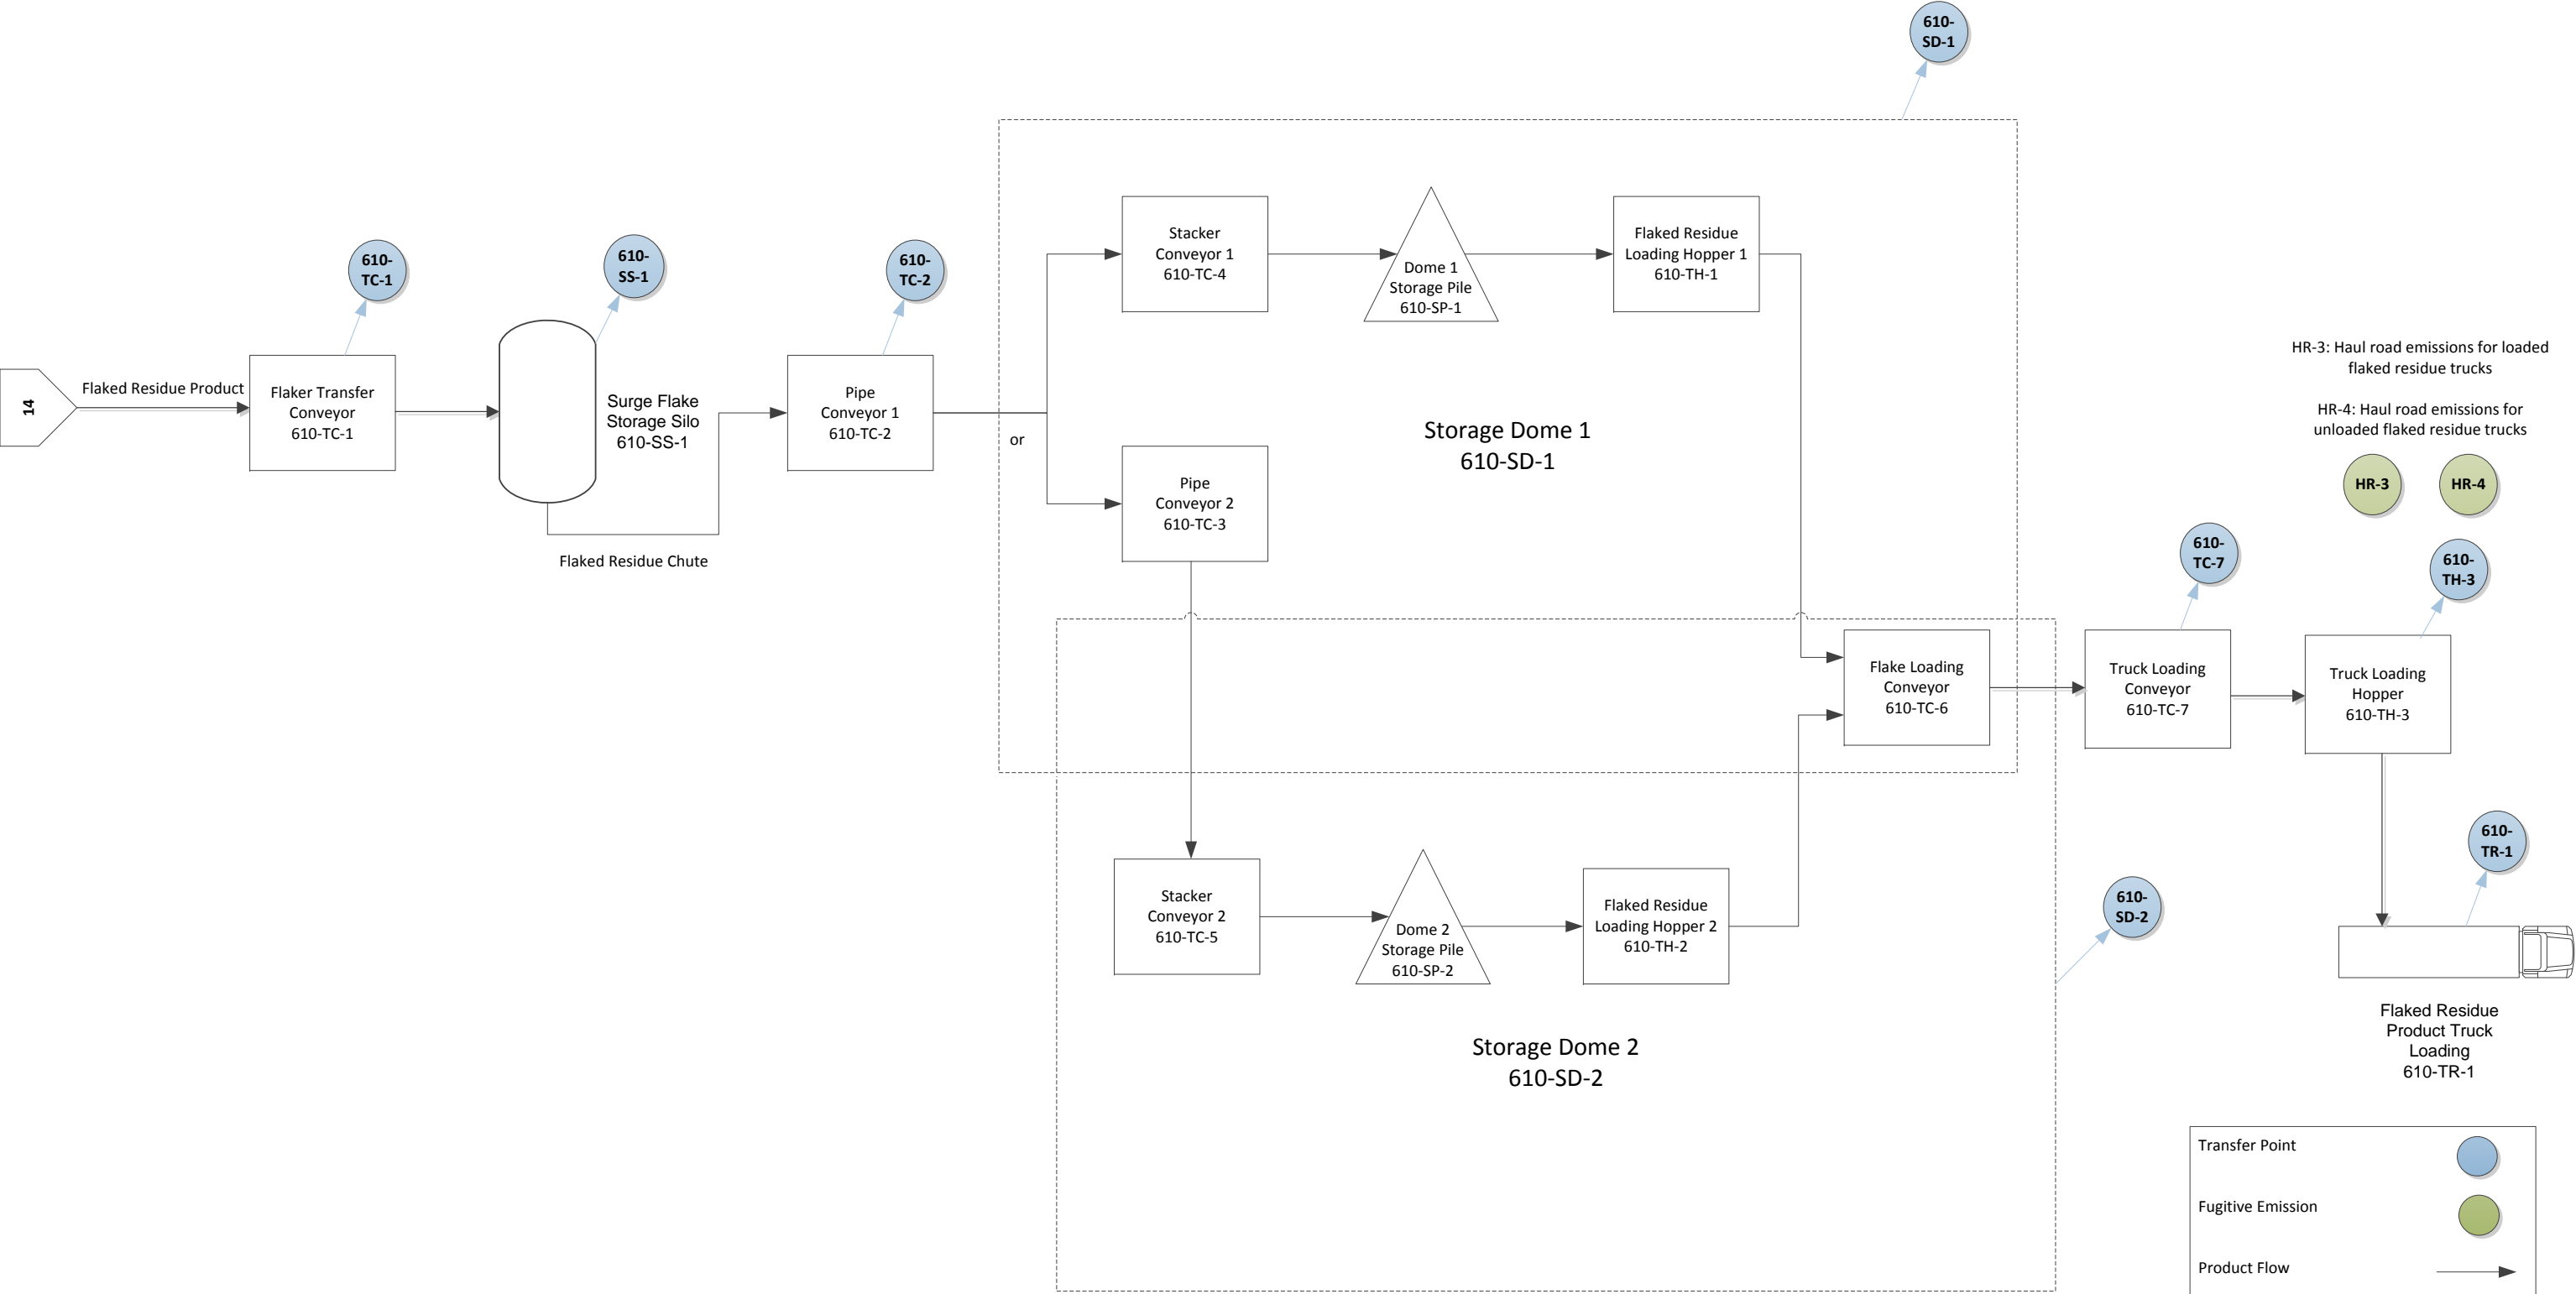 610-
SD-1
610-
TC-1
610-
SS-1
610-
TC-2
Stacker
Conveyor 1
610-TC-4
Dome 1
Storage Pile
610-SP-1
Flaked Residue
Loading Hopper 1
610-TH-1
14
Flaked Residue Product
Flaker Transfer
Conveyor
610-TC-1
Surge Flake
Storage Silo
610-SS-1
Flaked Residue Chute
Pipe
Conveyor 1
610-TC-2
or
Pipe
Conveyor 2
610-TC-3
Storage Dome 1
610-SD-1
HR-3: Haul road emissions for loaded
flaked residue trucks
HR-4: Haul road emissions for
unloaded flaked residue trucks
HR-3
HR-4
610-
TC-7
610-
TH-3
Flake Loading
Conveyor
610-TC-6
Truck Loading
Conveyor
610-TC-7
Truck Loading
Hopper
610-TH-3
Stacker
Conveyor 2
610-TC-5
Dome 2
Storage Pile
610-SP-2
Flaked Residue
Loading Hopper 2
610-TH-2
610-
SD-2
610-
TR-1
Storage Dome 2
610-SD-2
Flaked Residue
Product Truck
Loading
610-TR-1
Transfer Point
Fugitive Emission
Product Flow